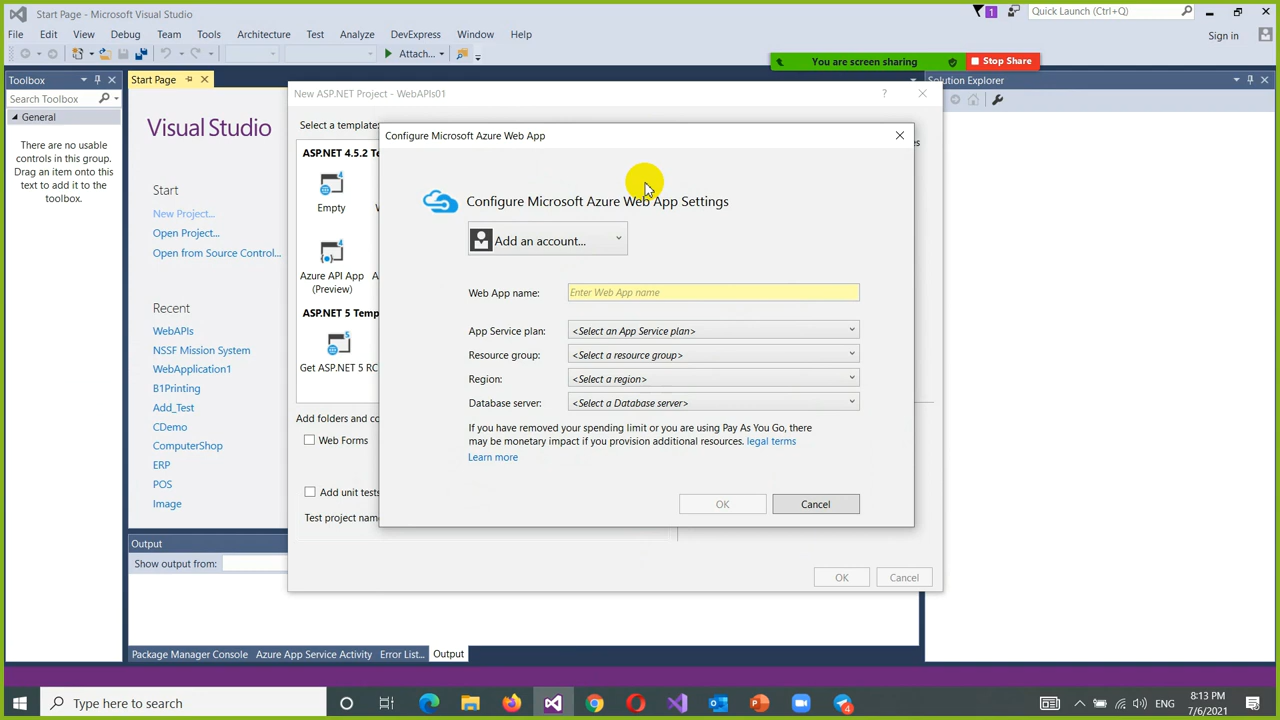 Start Page - Microsoft Visual Studio
1
Quick Launch (Ctrl+Q)
File Edit View Debug Team Tools Architecture Test Analyze DevExpress Window Help
Sign in
Attach...
You are screen sharing
Stop Share
Toolbox
Start Page
Solution Explorer
Search Toolbox
General
There are no usable
controls in this group.
Drag an item onto this
text to add it to the
toolbox.
Visual Studio
Start
New Project...
Open Project...
Open from Source Control...
Recent
WebAPIs
NSSF Mission System
WebApplication1
B1Printing
Add_Test
CDemo
ComputerShop
ERP
POS
Image
New ASP.NET Project - WebAPIs01
?
Select a template
ASP.NET 4.5.2 Te
Empty
Azure API App
(Preview)
ASP.NET 5 Temp
Get ASP.NET 5 RC
Add folders and co
Web Forms
Add unit tests
Test project name
OK
Cancel
Configure Microsoft Azure Web App
Configure Microsoft Azure Web App Settings
Add an account...
Web App name: Enter Web App name
App Service plan: <Select an App Service plan>
Resource group: <Select a resource group>
Region: <Select a region>
Database server: <Select a Database server>
If you have removed your spending limit or you are using Pay As You Go, there
may be monetary impact if you provision additional resources. legal terms
Learn more
OK
Cancel
Output
Show output from:
Package Manager Console Azure App Service Activity Error List... Output
Type here to search
4
ENG
8:13 PM
7/6/2021